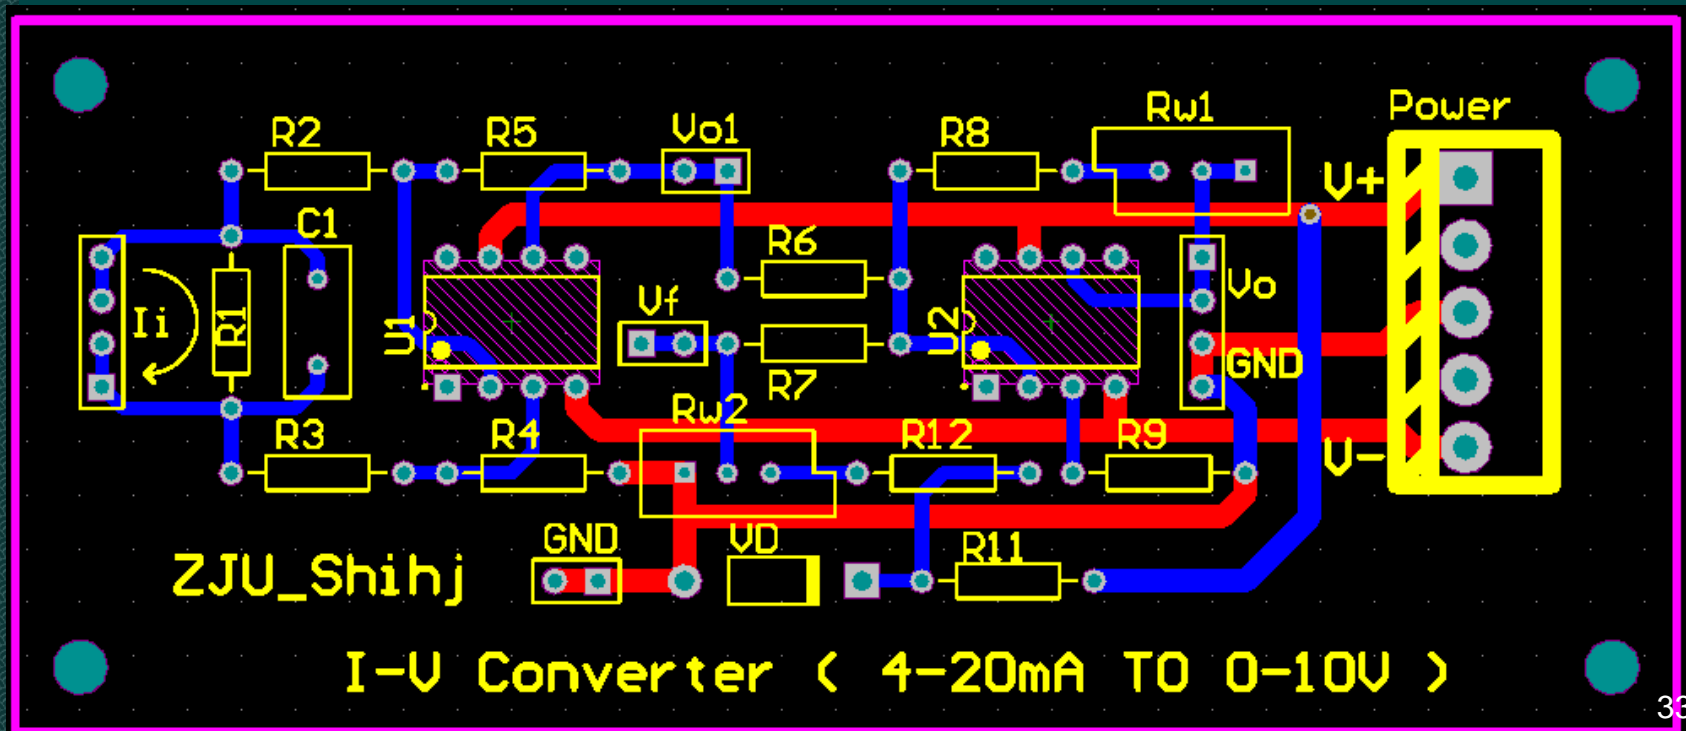 Rw1
Power
R2
R5
Vo1
R8
V+
C1
R6
Ii
R1
U1
Vf
U2
Vo
GND
R7
Rw2
R3
R4
R12
R9
V-
GND
VD
R11
ZJU_Shihj
I-V Converter ( 4-20mA TO 0-10V )
33